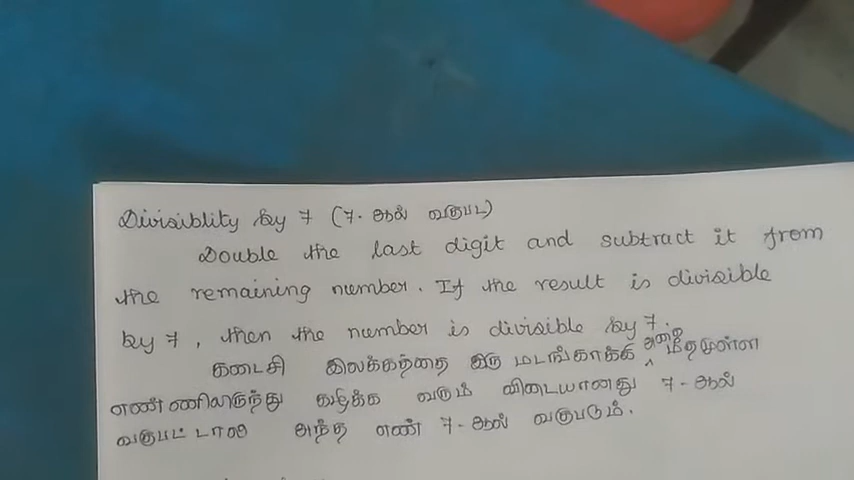 Divisiblity by 7 (7-ஆல் வகுபட)
Double the last digit and subtract it from
the remaining number. If the result is divisible
by 7, then the number is divisible by 7.
கடைசி இலக்கத்தை இரு மடங்காக்கி அதை மீதமுள்ள
எண்ணிலிருந்து கழிக்க வரும் விடையானது 7-ஆல்
வகுபட்டால் அந்த எண் 7-ஆல் வகுபடும்.